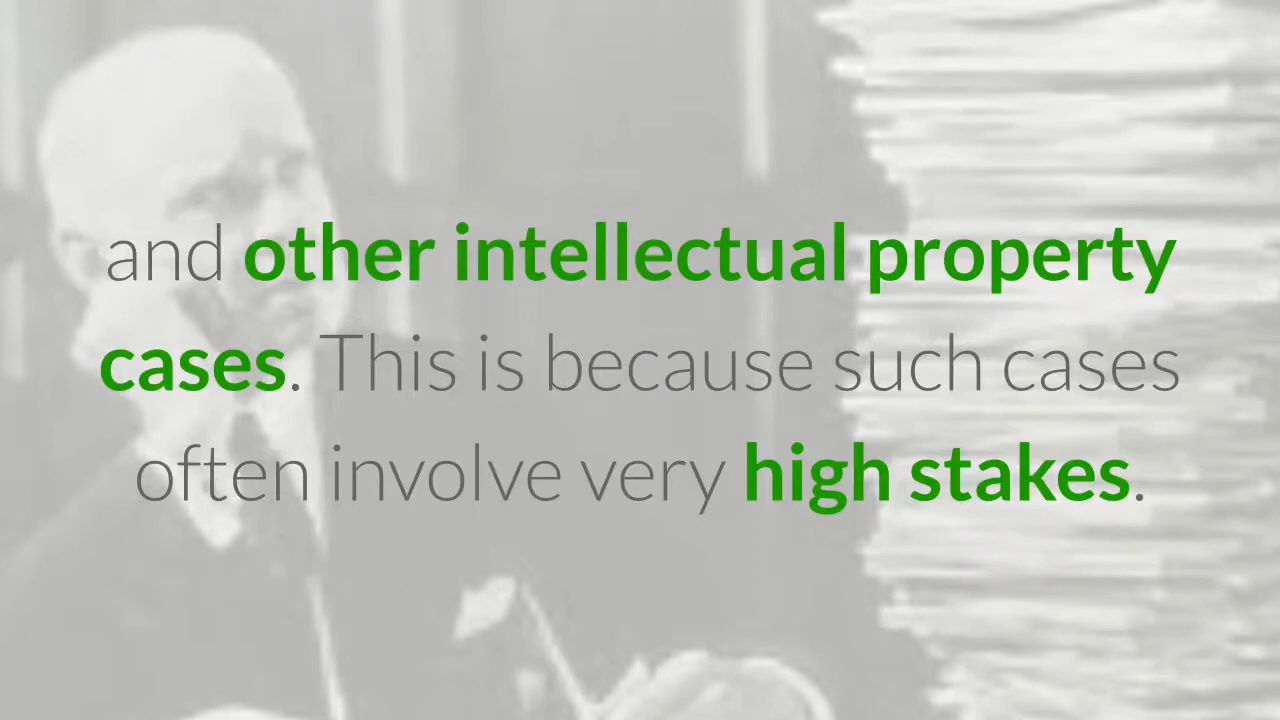 and other intellectual property
cases. This is because such cases
often involve very high stakes.